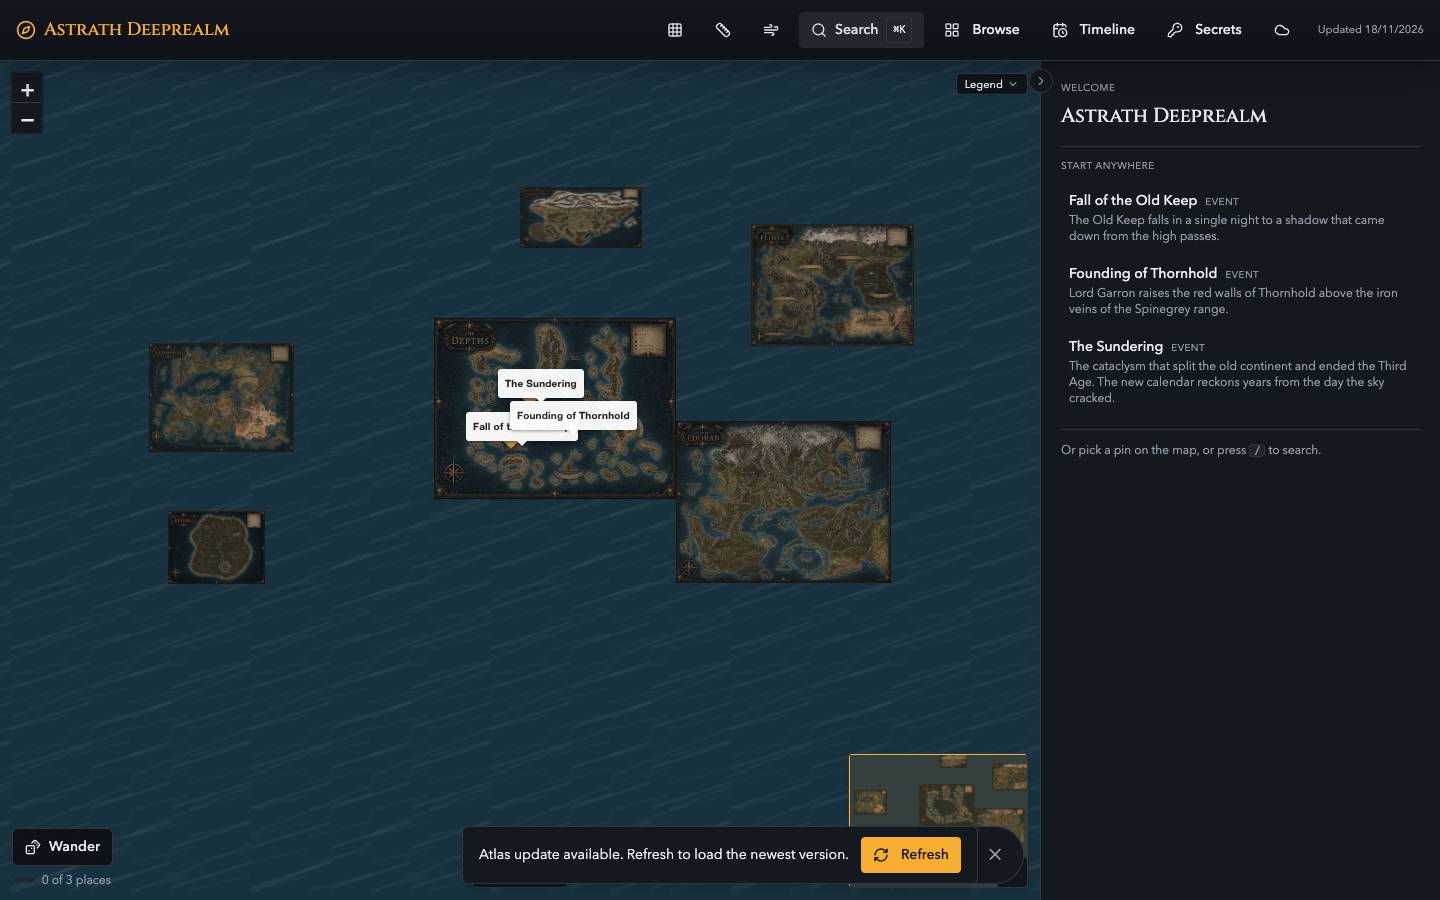 ASTRATH DEEPREALM
Search ⌘K
Browse
Timeline
Secrets
Updated 18/11/2026
+
−
Legend
WELCOME
ASTRATH DEEPREALM
START ANYWHERE
Fall of the Old Keep EVENT
The Old Keep falls in a single night to a shadow that came
down from the high passes.
Founding of Thornhold EVENT
Lord Garron raises the red walls of Thornhold above the iron
veins of the Spinegrey range.
The Sundering EVENT
The cataclysm that split the old continent and ended the Third
Age. The new calendar reckons years from the day the sky
cracked.
Or pick a pin on the map, or press / to search.
THE
DEPTHS
The Sundering
Founding of Thornhold
Fall of
EDORAN
Wander
0 of 3 places
Atlas update available. Refresh to load the newest version.
Refresh